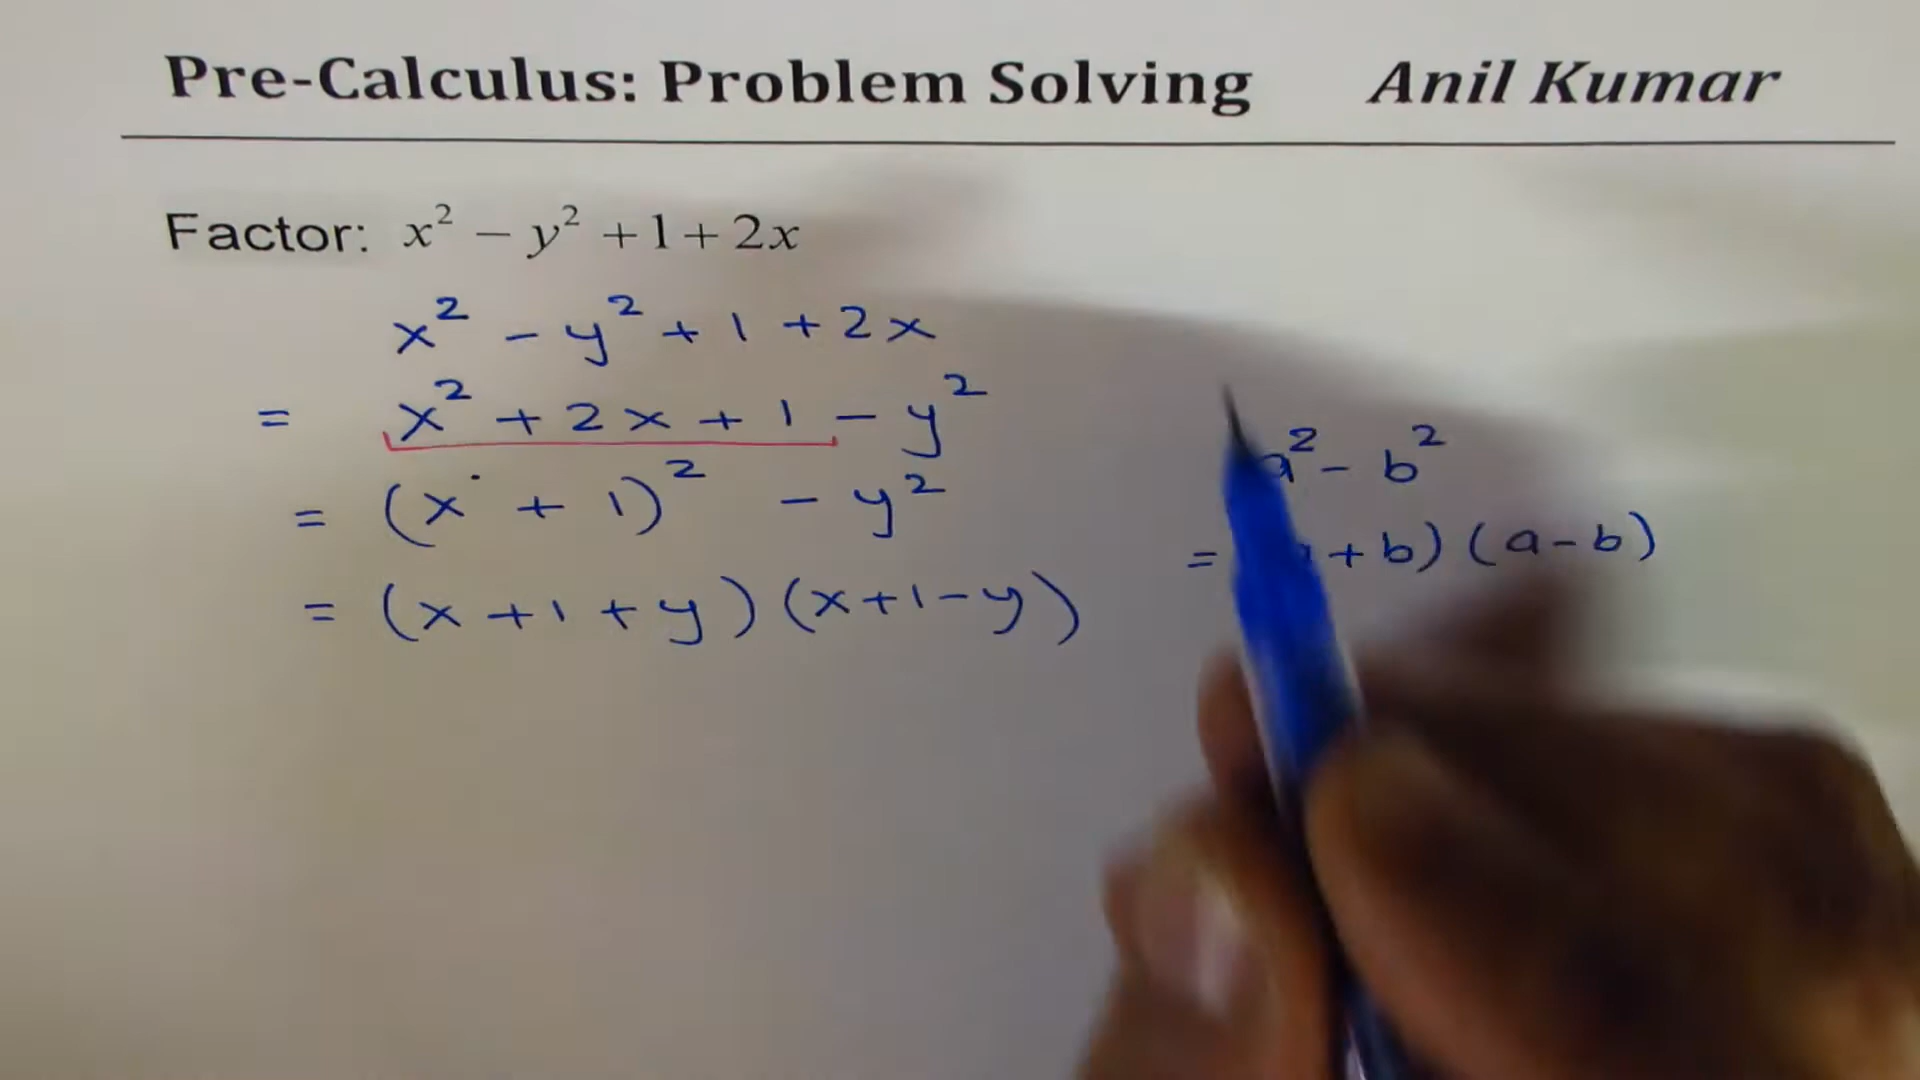 Pre-Calculus: Problem Solving Anil Kumar
Factor: x² − y² + 1 + 2x
x² − y² + 1 + 2x
= x² + 2x + 1 − y²
= (x + 1)² − y²
= (x + 1 + y) (x + 1 − y)
a² − b²
= + b) (a − b)